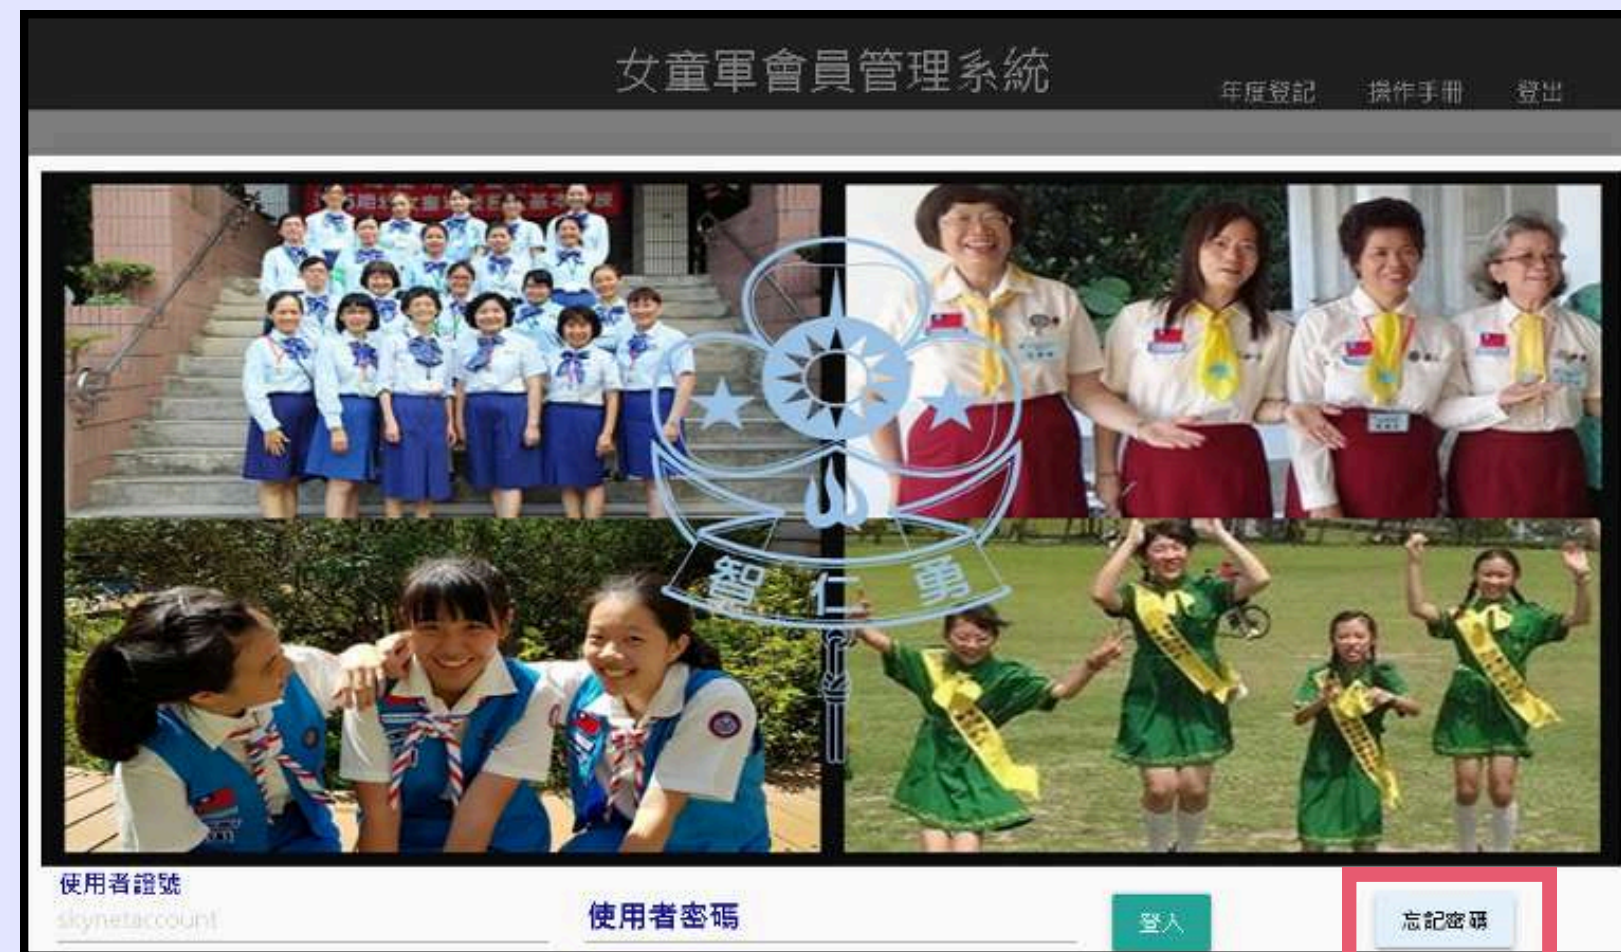 女童軍會員管理系統
年度登記 操作手冊 登出
智仁勇
使用者證號
skynetaccount
使用者密碼
登入
忘記密碼